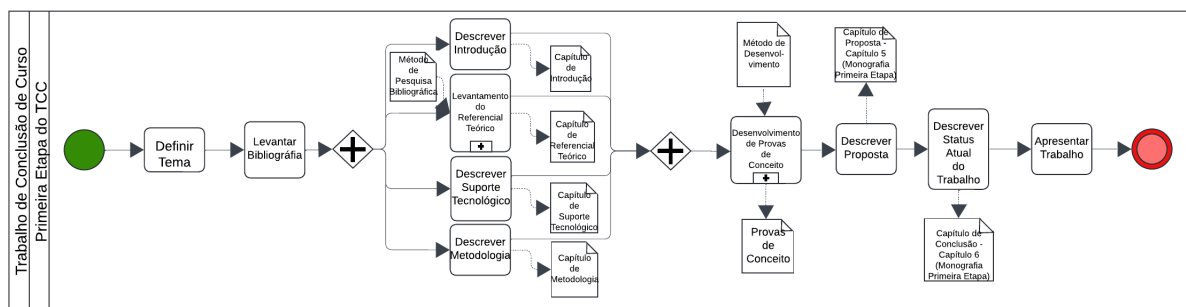 Trabalho de Conclusão de Curso
Primeira Etapa do TCC
Definir
Tema
Levantar
Bibliográfia
Método
de
Pesquisa
Bibliográfica
Descrever
Introdução
Capítulo
de
Introdução
Levantamento
do
Referencial
Teórico
Capítulo
de
Referencial
Teórico
Descrever
Suporte
Tecnológico
Capítulo
de
Suporte
Tecnológico
Descrever
Metodologia
Capítulo
de
Metodologia
Método de
Desenvol-
vimento
Desenvolvimento
de Provas
de
Conceito
Provas
de
Conceito
Capítulo de
Proposta -
Capítulo 5
(Monografia
Primeira Etapa)
Descrever
Proposta
Descrever
Status
Atual
do
Trabalho
Capítulo de
Conclusão -
Capítulo 6
(Monografia
Primeira Etapa)
Apresentar
Trabalho